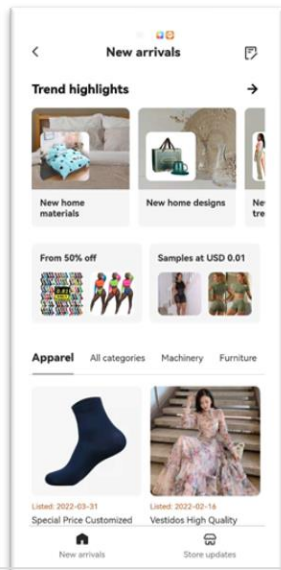 New arrivals
Trend highlights
New home
materials
New home designs
Ne
tre
From 50% off
Samples at USD 0.01
Apparel
All categories
Machinery
Furniture
Listed: 2022-03-31
Special Price Customized
Listed: 2022-02-16
Vestidos High Quality
New arrivals
Store updates